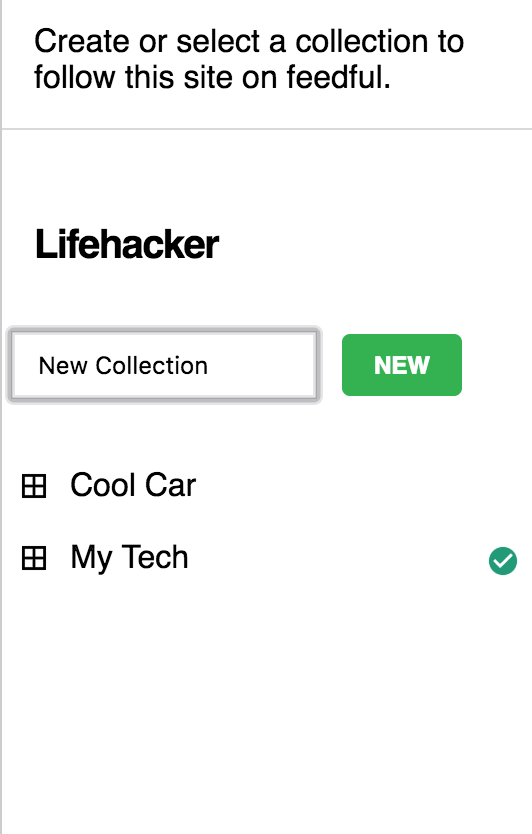 Create or select a collection to
follow this site on feedful.
Lifehacker
New Collection
NEW
Cool Car
My Tech